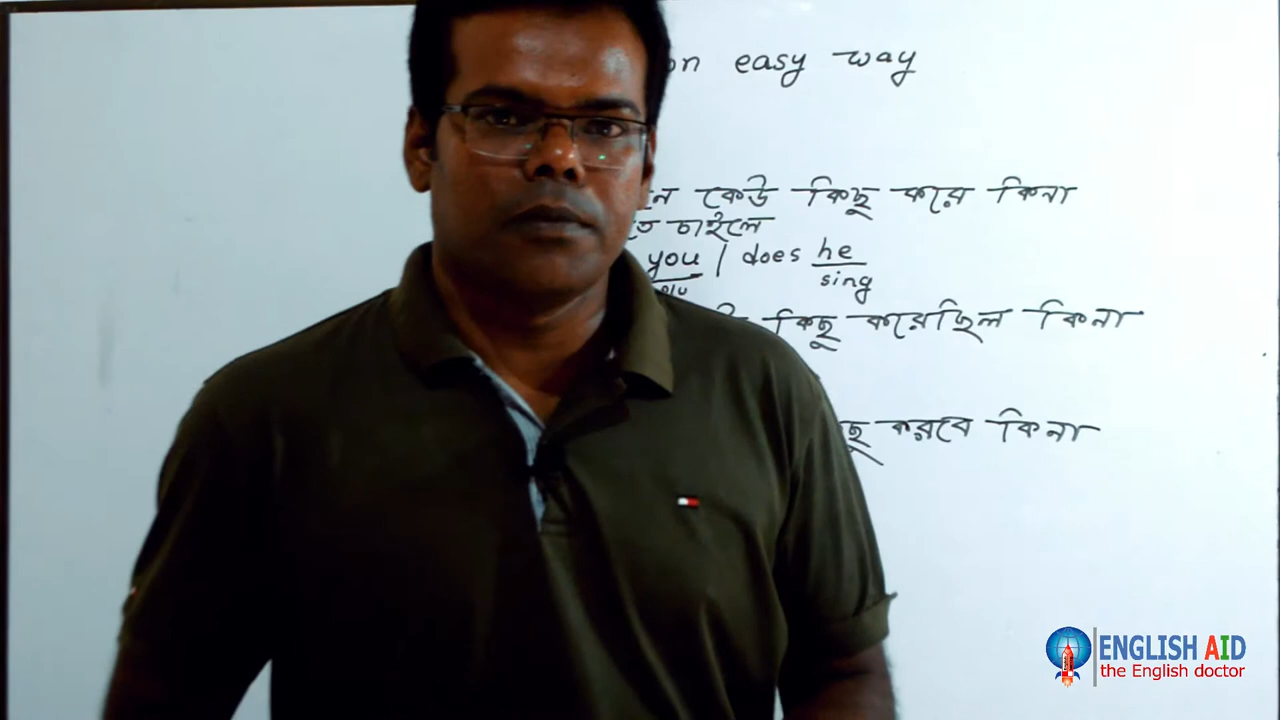 on easy way
কেউ কিছু করে কিনা
চাইলে
you / does he
sing
কিছু করেছিল কিনা
করবে কিনা
ENGLISH AID
the English doctor